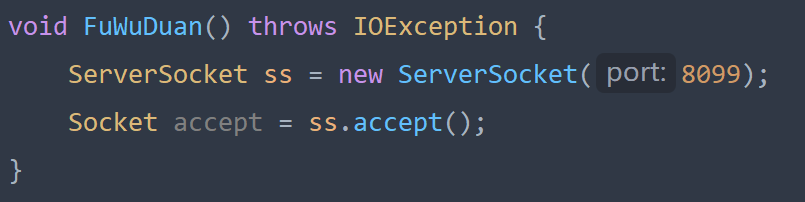 void FuWuDuan() throws IOException {
ServerSocket ss = new ServerSocket( port: 8099);
Socket accept = ss.accept();
}